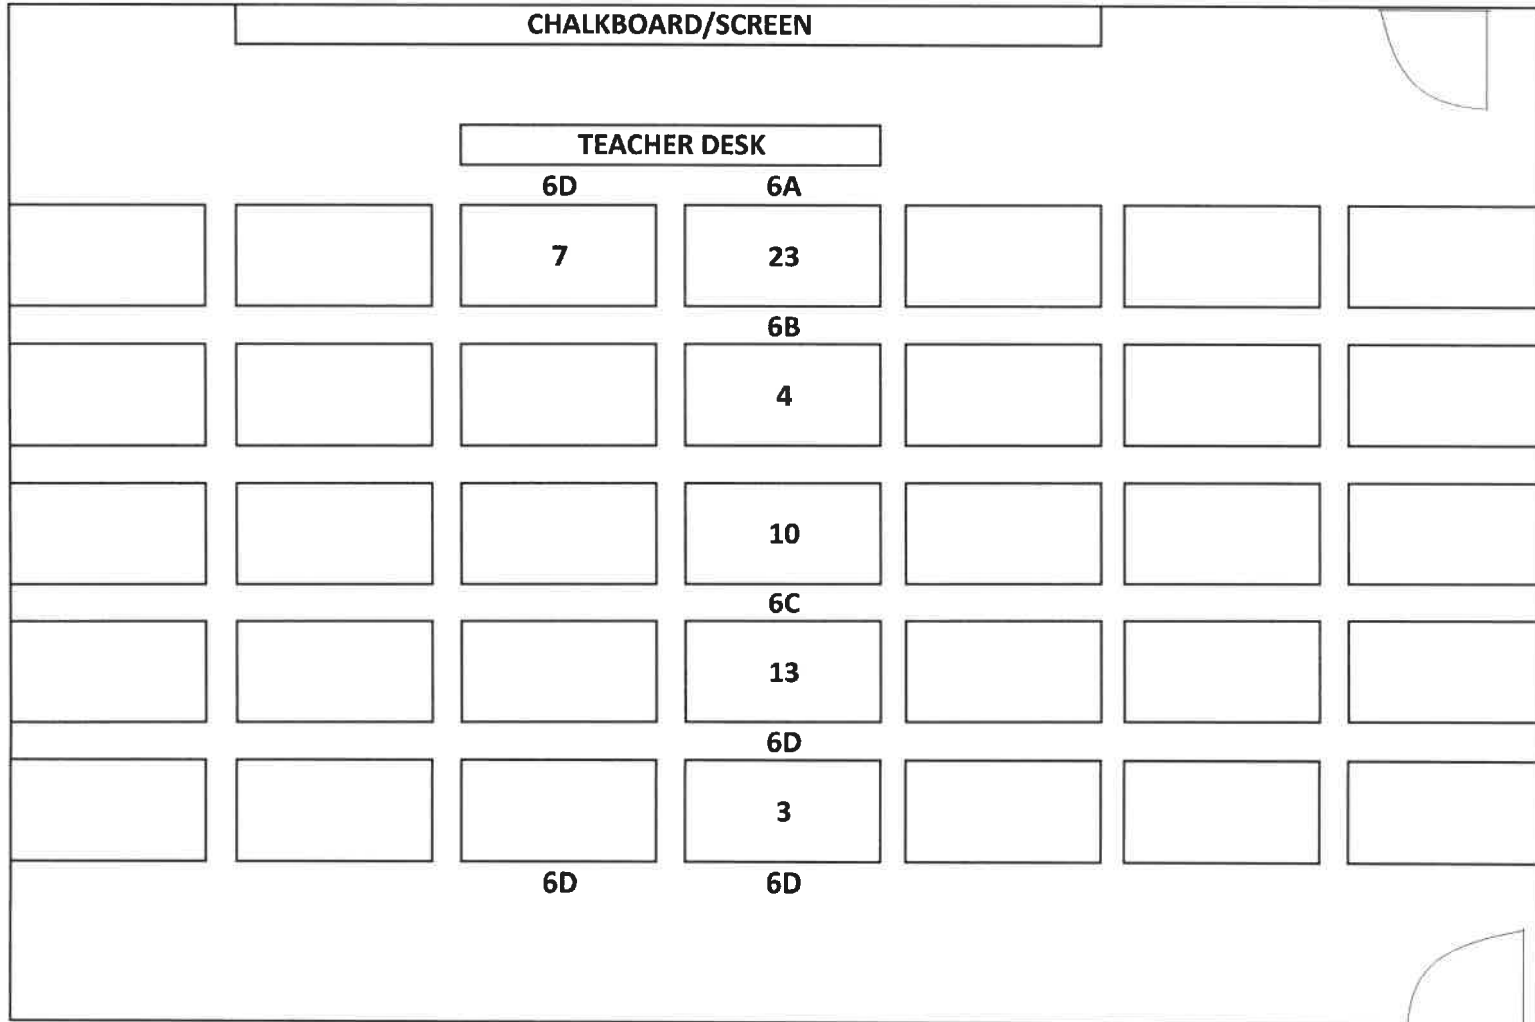 CHALKBOARD/SCREEN
TEACHER DESK
6D 6A
7 23
6B
4
10
6C
13
6D
3
6D 6D